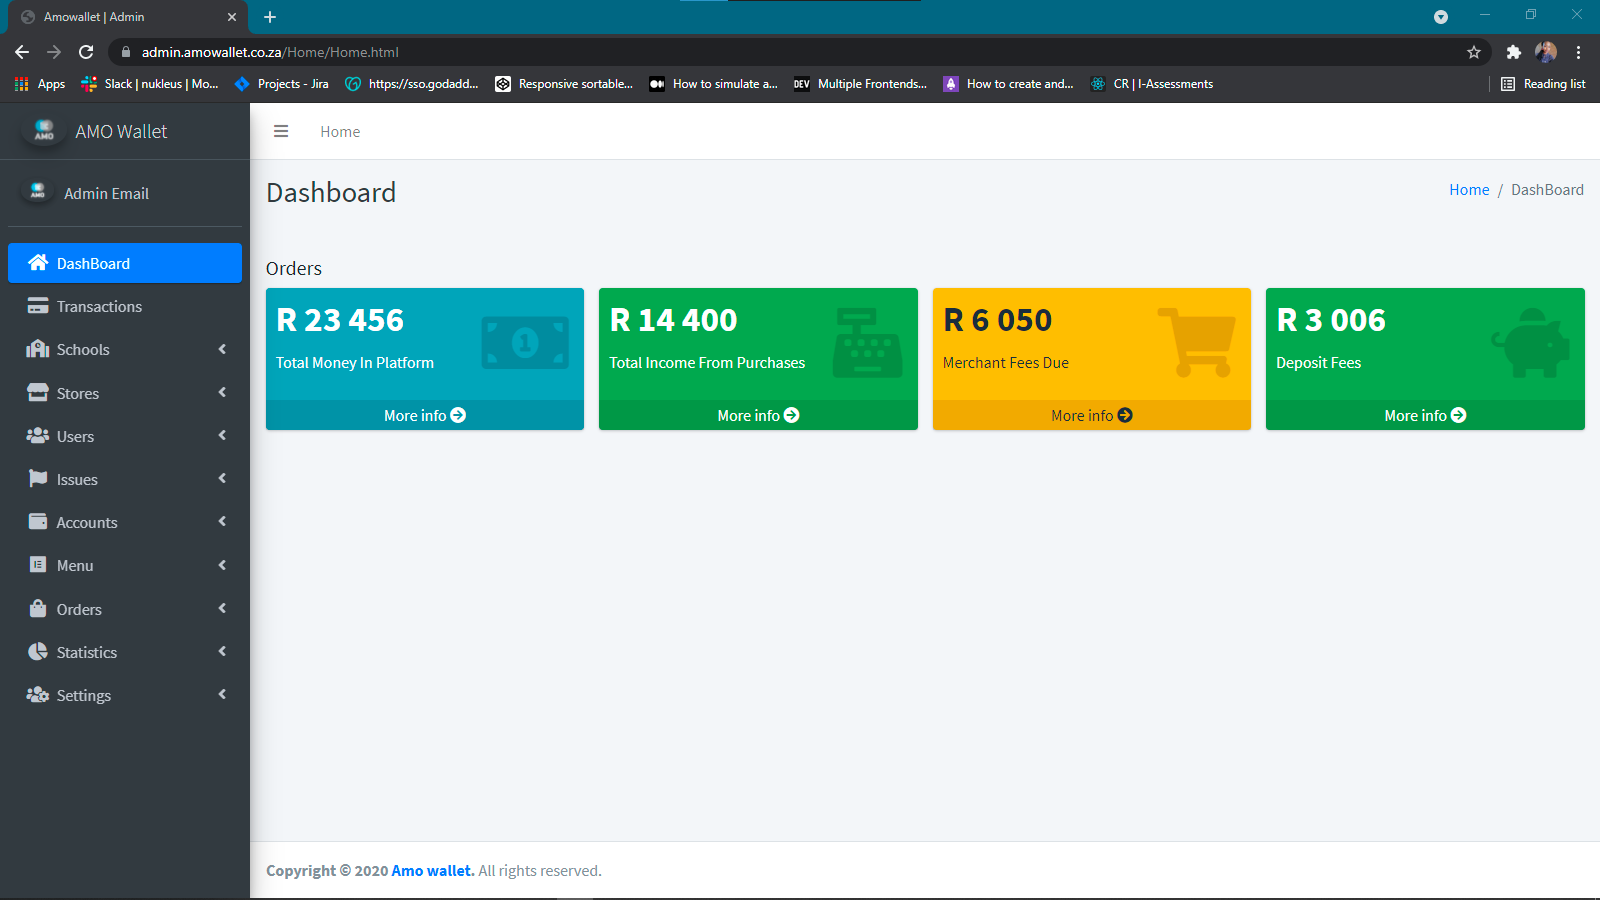 Amowallet | Admin
admin.amowallet.co.za/Home/Home.html
Apps
Slack | nukleus | Mo...
Projects - Jira
https://sso.godadd...
Responsive sortable...
How to simulate a...
DEV
Multiple Frontends...
How to create and...
CR | I-Assessments
Reading list
AMO
AMO Wallet
Home
AMO
Admin Email
Dashboard
Home / DashBoard
DashBoard
Transactions
Schools
Stores
Users
Issues
Accounts
Menu
Orders
Statistics
Settings
Orders
R 23 456
Total Money In Platform
1
More info
R 14 400
Total Income From Purchases
More info
R 6 050
Merchant Fees Due
More info
R 3 006
Deposit Fees
More info
Copyright © 2020 Amo wallet. All rights reserved.